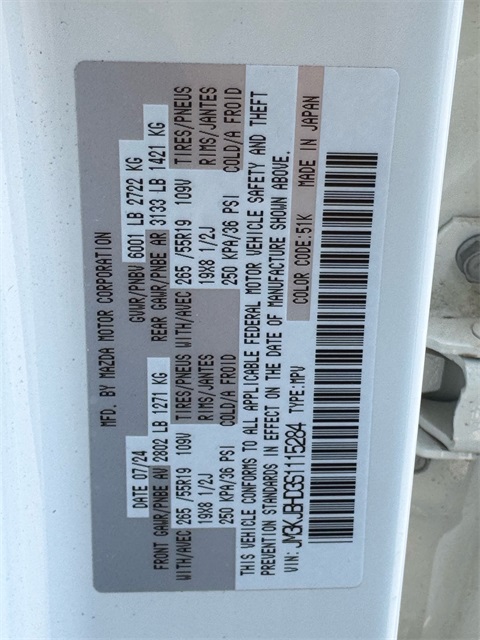 MFD. BY MAZDA MOTOR CORPORATION
DATE 07/24 GVWR/PNBV 6001 LB 2722 KG
FRONT GAWR/PNBE AV 2802 LB 1271 KG REAR GAWR/PNBE AR 3133 LB 1421 KG
WITH/AVEC TIRES/PNEUS WITH/AVEC TIRES/PNEUS
265 /55R19 109V RIMS/JANTES 265 /55R19 109V RIMS/JANTES
19X8 1/2J COLD/A FROID 19X8 1/2J COLD/A FROID
250 KPA/36 PSI 250 KPA/36 PSI
THIS VEHICLE CONFORMS TO ALL APPLICABLE FEDERAL MOTOR VEHICLE SAFETY AND THEFT
PREVENTION STANDARDS IN EFFECT ON THE DATE OF MANUFACTURE SHOWN ABOVE.
VIN: JM3KJBHD3S1115284 TYPE: MPV COLOR CODE: 51K MADE IN JAPAN